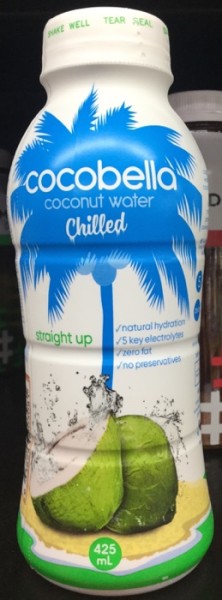 SHAKE WELL TEAR SEAL
cocobella
coconut water
Chilled
straight up
✓natural hydration
✓5 key electrolytes
✓zero fat
✓no preservatives
425
mL
D
#
#